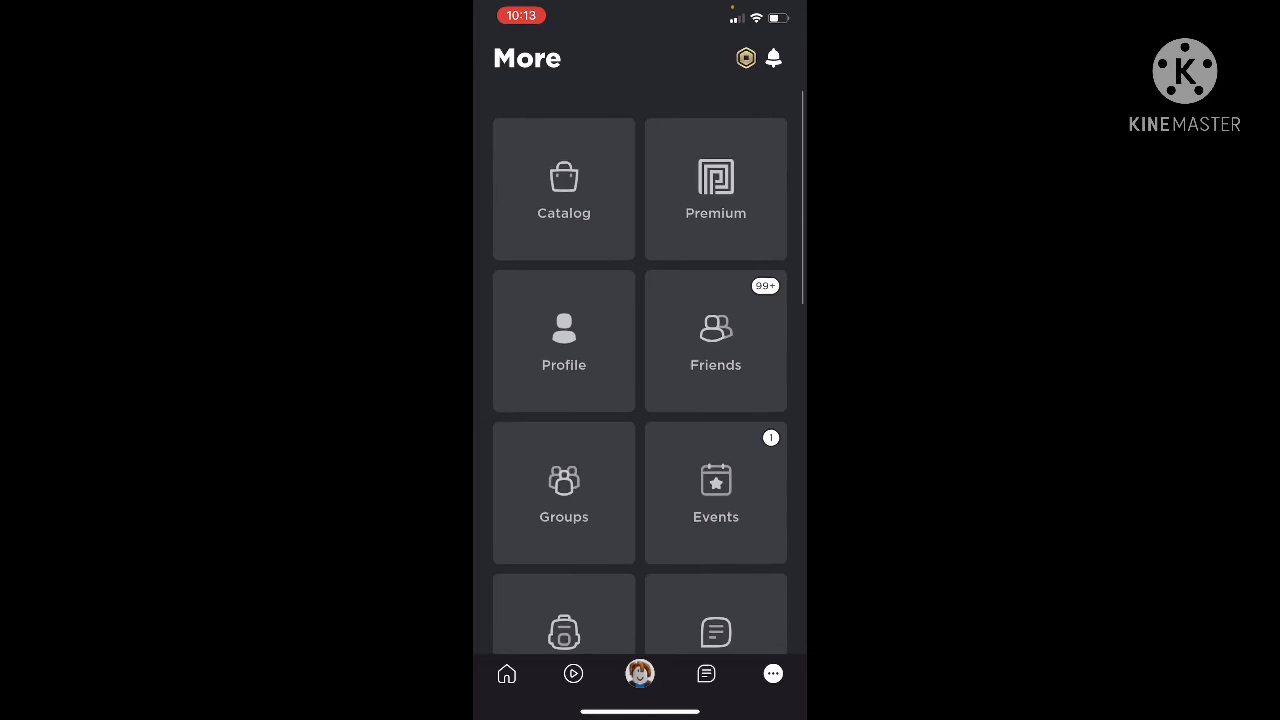 10:13
More
KINEMASTER
Catalog
Premium
99+
Profile
Friends
1
Groups
Events